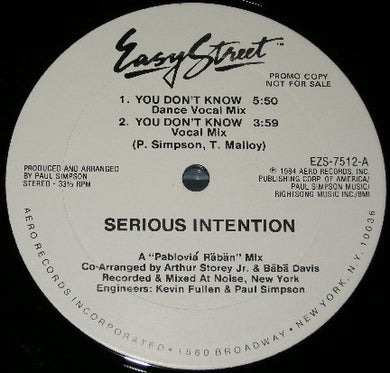 Easy Street™
PROMO COPY
NOT FOR SALE
1. YOU DON'T KNOW 5:50
Dance Vocal Mix
2. YOU DON'T KNOW 3:59
Vocal Mix
(P. Simpson, T. Malloy)
PRODUCED AND ARRANGED
BY PAUL SIMPSON
STEREO - 33⅓ RPM
EZS-7512-A
℗ 1984 AERO RECORDS, INC.
PUBLISHING CORP OF AMERICA/
PAUL SIMPSON MUSIC/
RIGHTSONG MUSIC INC./BMI
SERIOUS INTENTION
A "Pabloviá Räbän" Mix
Co-Arranged by Arthur Storey Jr. & Bäbä Davis
Recorded & Mixed At Noise, New York
Engineers: Kevin Fullen & Paul Simpson
AERO RECORDS INCORPORATED • 1560 BROADWAY • NEW YORK, N.Y. 10036